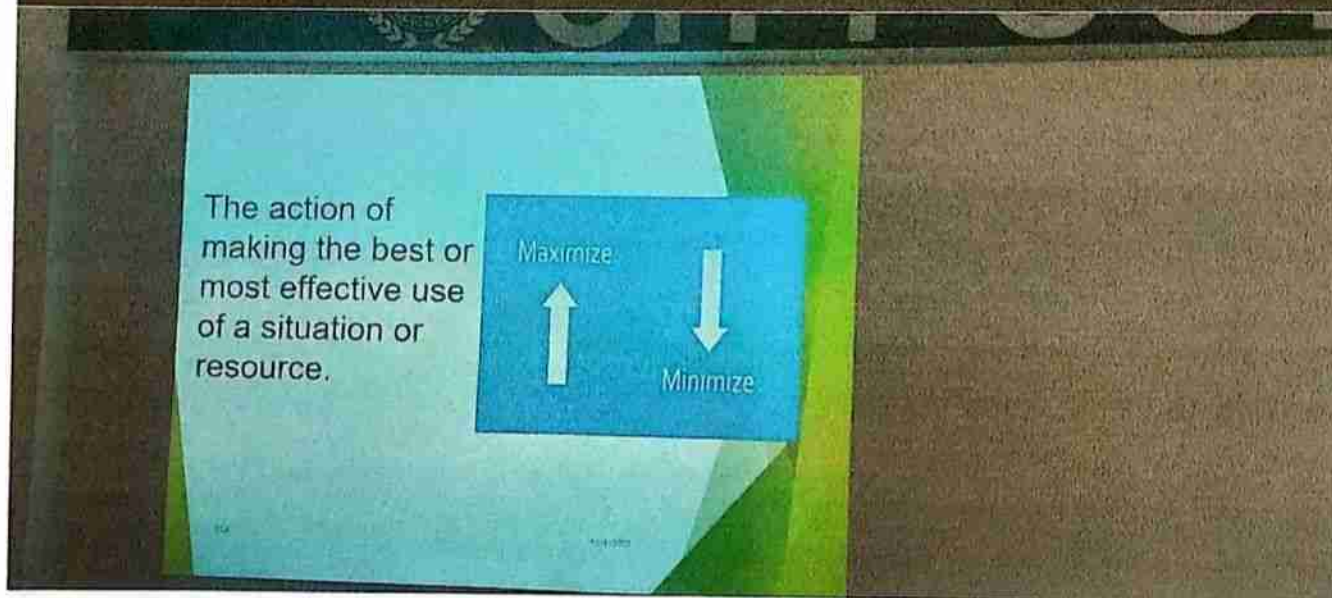 The action of
making the best or
most effective use
of a situation or
resource.
Maximize
Minimize